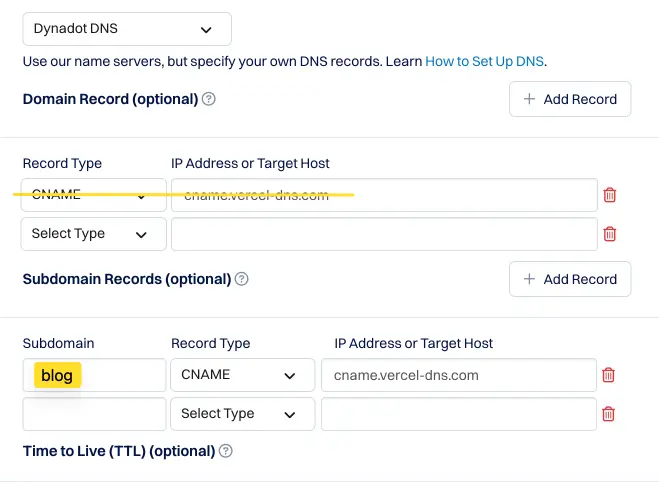 Dynadot DNS
Use our name servers, but specify your own DNS records. Learn How to Set Up DNS.
Domain Record (optional) ?
+ Add Record
Record Type IP Address or Target Host
CNAME cname.vercel-dns.com
Select Type
Subdomain Records (optional) ?
+ Add Record
Subdomain Record Type IP Address or Target Host
blog CNAME cname.vercel-dns.com
Select Type
Time to Live (TTL) (optional) ?